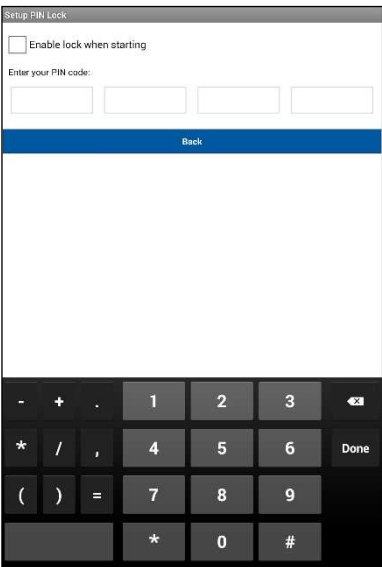 Setup PIN Lock
Enable lock when starting
Enter your PIN code:
Back
- + . 1 2 3
* / , 4 5 6 Done
( ) = 7 8 9
* 0 #